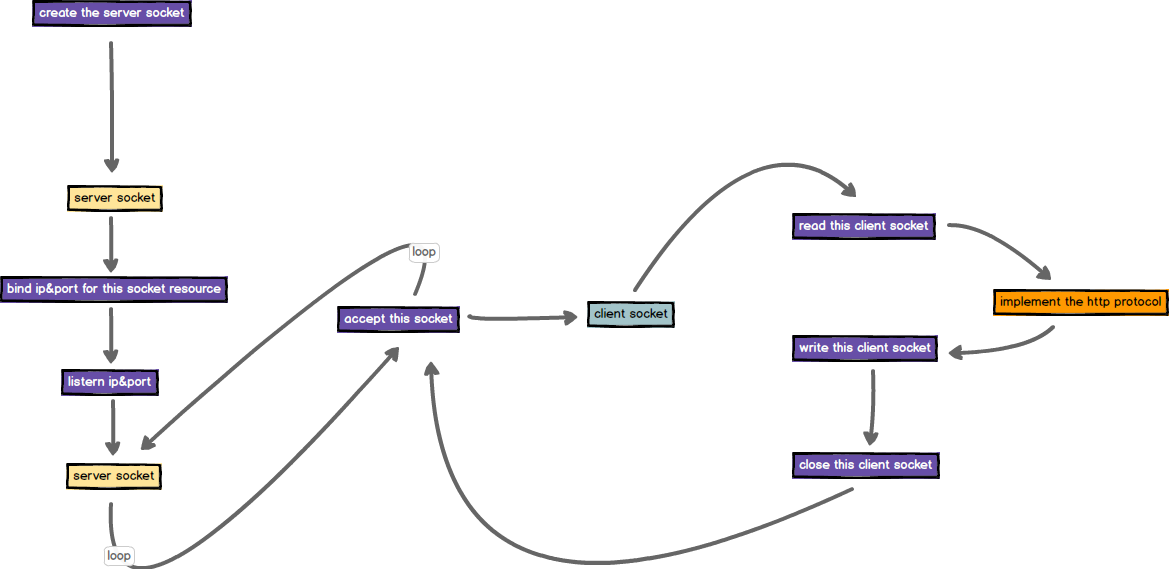 create the server socket
server socket
bind ip&port for this socket resource
listern ip&port
server socket
loop
loop
accept this socket
client socket
read this client socket
implement the http protocol
write this client socket
close this client socket